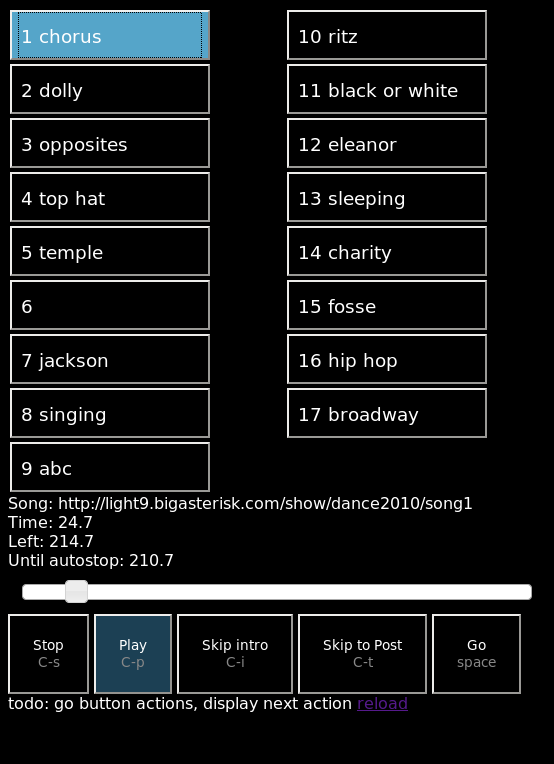 1 chorus
2 dolly
3 opposites
4 top hat
5 temple
6
7 jackson
8 singing
9 abc
10 ritz
11 black or white
12 eleanor
13 sleeping
14 charity
15 fosse
16 hip hop
17 broadway
Song: http://light9.bigasterisk.com/show/dance2010/song1
Time: 24.7
Left: 214.7
Until autostop: 210.7
Stop
C-s
Play
C-p
Skip intro
C-i
Skip to Post
C-t
Go
space
todo: go button actions, display next action reload